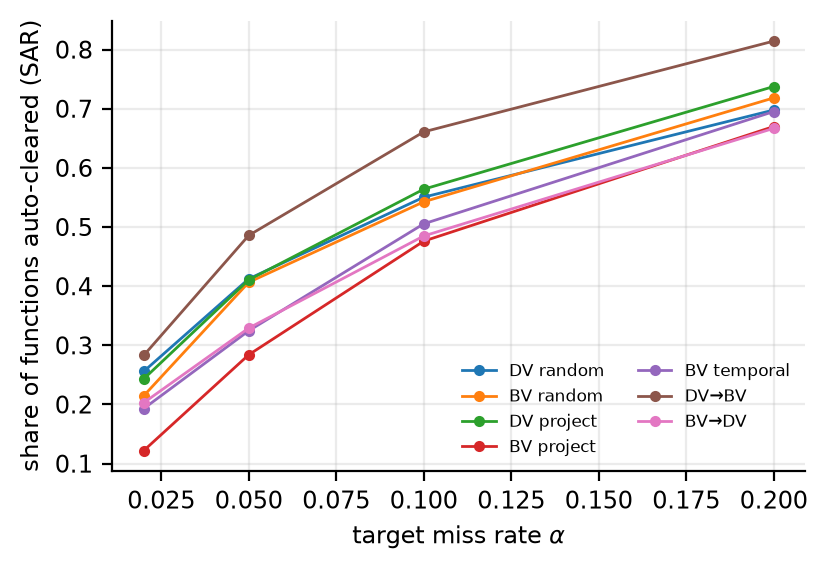 share of functions auto-cleared (SAR)
0.8
0.7
0.6
0.5
0.4
0.3
0.2
0.1
DV random
BV random
DV project
BV project
BV temporal
DV→BV
BV→DV
0.025 0.050 0.075 0.100 0.125 0.150 0.175 0.200
target miss rate α